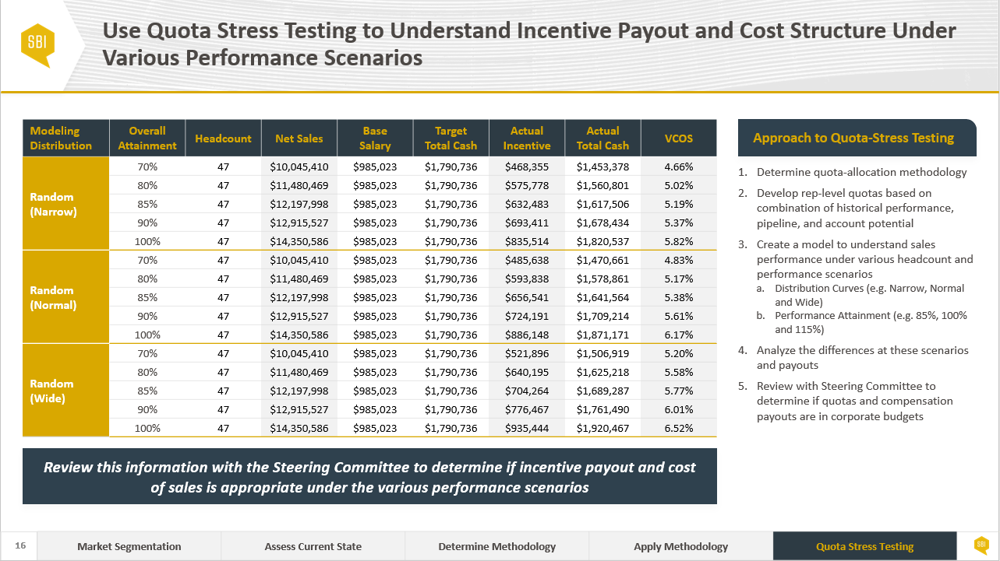 SBI
Use Quota Stress Testing to Understand Incentive Payout and Cost Structure Under
Various Performance Scenarios
Modeling Distribution Overall Attainment Headcount Net Sales Base Salary Target Total Cash Actual Incentive Actual Total Cash VCOS
Random (Narrow)
70% 47 $10,045,410 $985,023 $1,790,736 $468,355 $1,453,378 4.66%
80% 47 $11,480,469 $985,023 $1,790,736 $575,778 $1,560,801 5.02%
85% 47 $12,197,998 $985,023 $1,790,736 $632,483 $1,617,506 5.19%
90% 47 $12,915,527 $985,023 $1,790,736 $693,411 $1,678,434 5.37%
100% 47 $14,350,586 $985,023 $1,790,736 $835,514 $1,820,537 5.82%
Random (Normal)
70% 47 $10,045,410 $985,023 $1,790,736 $485,638 $1,470,661 4.83%
80% 47 $11,480,469 $985,023 $1,790,736 $593,838 $1,578,861 5.17%
85% 47 $12,197,998 $985,023 $1,790,736 $656,541 $1,641,564 5.38%
90% 47 $12,915,527 $985,023 $1,790,736 $724,191 $1,709,214 5.61%
100% 47 $14,350,586 $985,023 $1,790,736 $886,148 $1,871,171 6.17%
Random (Wide)
70% 47 $10,045,410 $985,023 $1,790,736 $521,896 $1,506,919 5.20%
80% 47 $11,480,469 $985,023 $1,790,736 $640,195 $1,625,218 5.58%
85% 47 $12,197,998 $985,023 $1,790,736 $704,264 $1,689,287 5.77%
90% 47 $12,915,527 $985,023 $1,790,736 $776,467 $1,761,490 6.01%
100% 47 $14,350,586 $985,023 $1,790,736 $935,444 $1,920,467 6.52%
Review this information with the Steering Committee to determine if incentive payout and cost
of sales is appropriate under the various performance scenarios
Approach to Quota-Stress Testing
1. Determine quota-allocation methodology
2. Develop rep-level quotas based on
combination of historical performance,
pipeline, and account potential
3. Create a model to understand sales
performance under various headcount and
performance scenarios
a. Distribution Curves (e.g. Narrow, Normal
and Wide)
b. Performance Attainment (e.g. 85%, 100%
and 115%)
4. Analyze the differences at these scenarios
and payouts
5. Review with Steering Committee to
determine if quotas and compensation
payouts are in corporate budgets
16 Market Segmentation Assess Current State Determine Methodology Apply Methodology Quota Stress Testing SBI